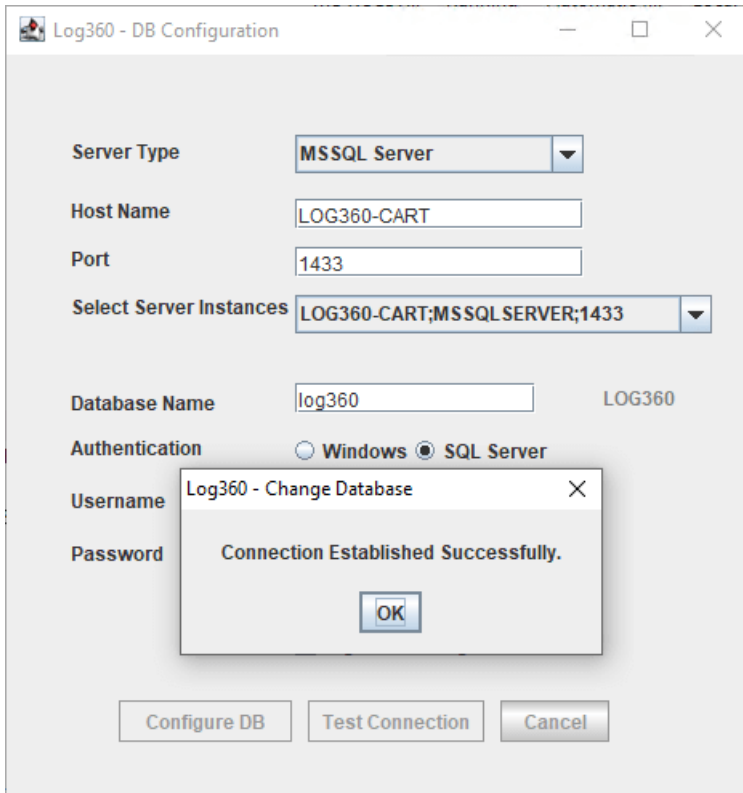 Log360 - DB Configuration
Server Type
MSSQL Server
Host Name
LOG360-CART
Port
1433
Select Server Instances
LOG360-CART;MSSQLSERVER;1433
Database Name
log360
LOG360
Authentication
Windows
SQL Server
Username
Log360 - Change Database
Password
Connection Established Successfully.
OK
Configure DB
Test Connection
Cancel